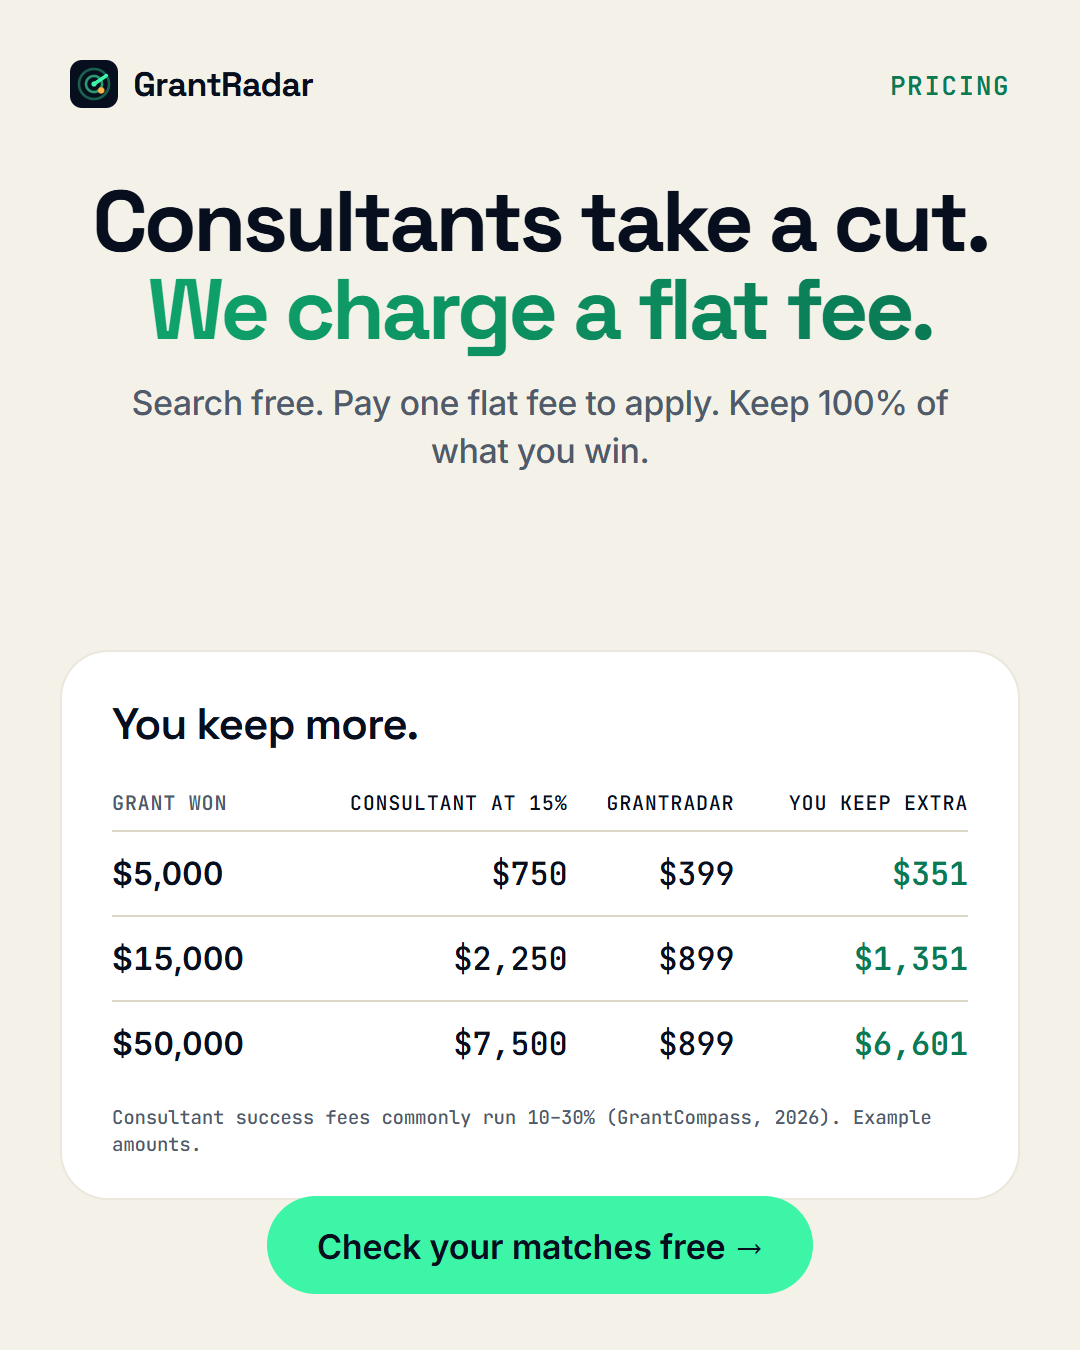 GrantRadar
PRICING
Consultants take a cut.
We charge a flat fee.
Search free. Pay one flat fee to apply. Keep 100% of
what you win.
You keep more.
GRANT WON CONSULTANT AT 15% GRANTRADAR YOU KEEP EXTRA
$5,000 $750 $399 $351
$15,000 $2,250 $899 $1,351
$50,000 $7,500 $899 $6,601
Consultant success fees commonly run 10–30% (GrantCompass, 2026). Example
amounts.
Check your matches free →